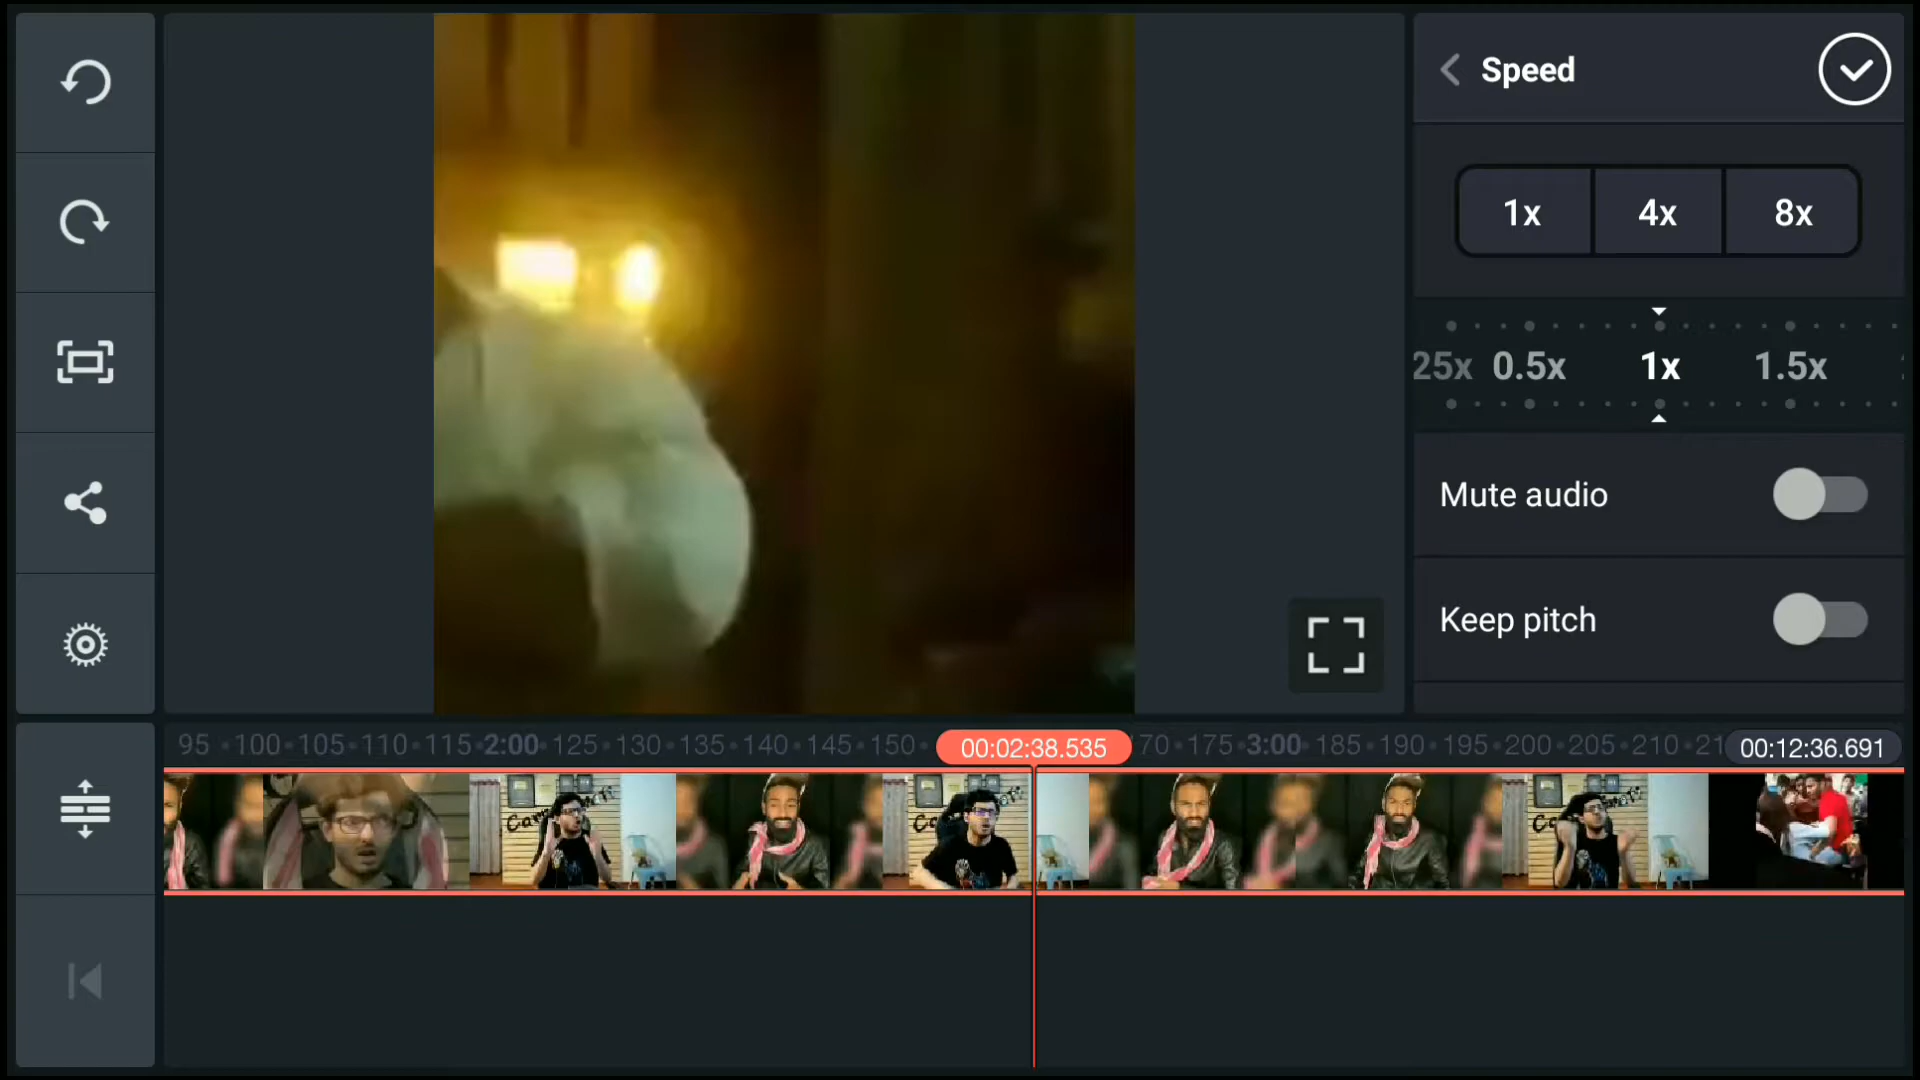 Speed
1x 4x 8x
25x 0.5x 1x 1.5x
Mute audio
Keep pitch
95 100 105 110 115 2:00 125 130 135 140 145 150 00:02:38.535 70 175 3:00 185 190 195 200 205 210 21 00:12:36.691